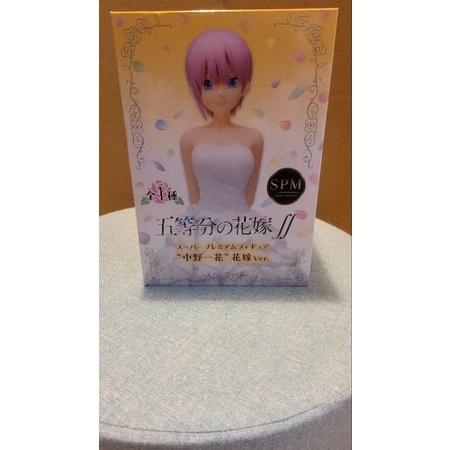 全1種
SPM
五等分の花嫁∬
スーパープレミアムフィギュア
“中野一花”花嫁Ver.